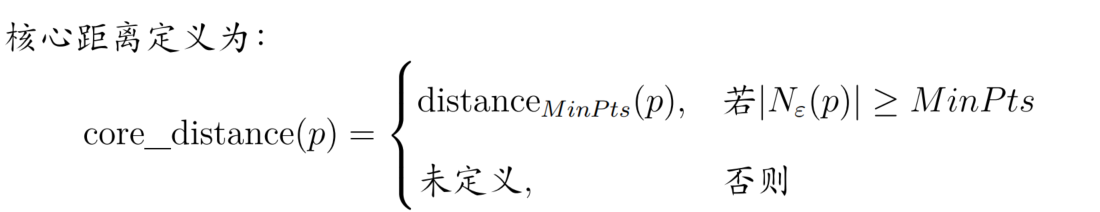 核心距离定义为：
core_distance(p) = { distance_{MinPts}(p), 若|N_ε(p)| ≥ MinPts
未定义, 否则